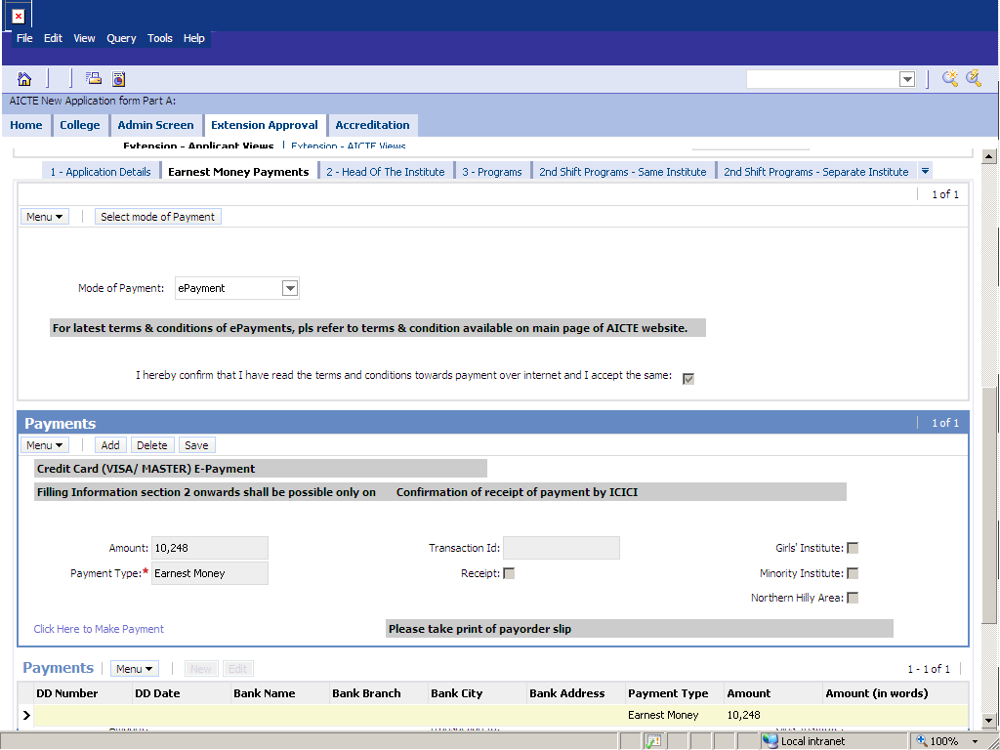 File Edit View Query Tools Help
AICTE New Application form Part A:
Home College Admin Screen Extension Approval Accreditation
Extension - Applicant Views Extension - AICTE Views
1 - Application Details Earnest Money Payments 2 - Head Of The Institute 3 - Programs 2nd Shift Programs - Same Institute 2nd Shift Programs - Separate Institute
1 of 1
Menu Select mode of Payment
Mode of Payment: ePayment
For latest terms & conditions of ePayments, pls refer to terms & condition available on main page of AICTE website.
I hereby confirm that I have read the terms and conditions towards payment over internet and I accept the same:
Payments 1 of 1
Menu Add Delete Save
Credit Card (VISA/ MASTER) E-Payment
Filling Information section 2 onwards shall be possible only on Confirmation of receipt of payment by ICICI
Amount: 10,248 Transaction Id: Girls' Institute:
Payment Type:* Earnest Money Receipt: Minority Institute:
Northern Hilly Area:
Click Here to Make Payment Please take print of payorder slip
Payments Menu New Edit 1 - 1 of 1
DD Number DD Date Bank Name Bank Branch Bank City Bank Address Payment Type Amount Amount (in words)
Earnest Money 10,248
Local intranet 100%